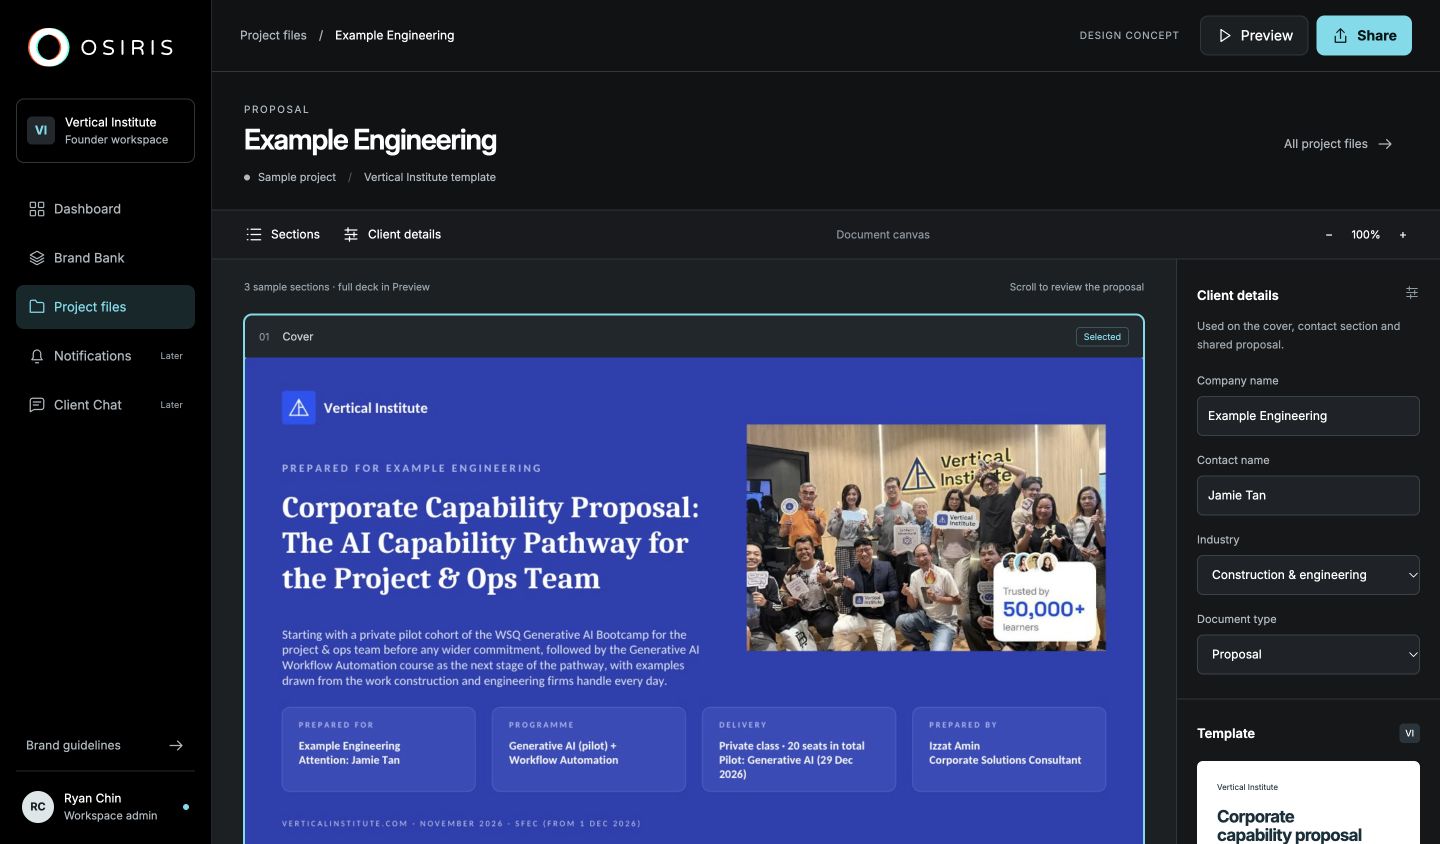 OSIRIS
VI
Vertical Institute
Founder workspace
Dashboard
Brand Bank
Project files
Notifications
Later
Client Chat
Later
Brand guidelines
RC
Ryan Chin
Workspace admin
Project files / Example Engineering
DESIGN CONCEPT
Preview
Share
PROPOSAL
Example Engineering
Sample project / Vertical Institute template
All project files
Sections
Client details
Document canvas
− 100% +
3 sample sections · full deck in Preview
Scroll to review the proposal
01 Cover
Selected
Vertical Institute
PREPARED FOR EXAMPLE ENGINEERING
Corporate Capability Proposal:
The AI Capability Pathway for
the Project & Ops Team
Starting with a private pilot cohort of the WSQ Generative AI Bootcamp for the
project & ops team before any wider commitment, followed by the Generative AI
Workflow Automation course as the next stage of the pathway, with examples
drawn from the work construction and engineering firms handle every day.
Vertical
Institute
Vertical
Institute
Vertical
Institute
Trusted by
50,000+
learners
PREPARED FOR
Example Engineering
Attention: Jamie Tan
PROGRAMME
Generative AI (pilot) +
Workflow Automation
DELIVERY
Private class · 20 seats in total
Pilot: Generative AI (29 Dec
2026)
PREPARED BY
Izzat Amin
Corporate Solutions Consultant
VERTICALINSTITUTE.COM · NOVEMBER 2026 · SFEC (FROM 1 DEC 2026)
Client details
Used on the cover, contact section and
shared proposal.
Company name
Example Engineering
Contact name
Jamie Tan
Industry
Construction & engineering
Document type
Proposal
Template
VI
Vertical Institute
Corporate
capability proposal